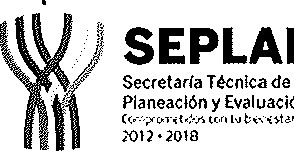 SEPLA
Secretaría Técnica de
Planeación y Evaluació
Comprometidos con tu bienestar
2012 • 2018